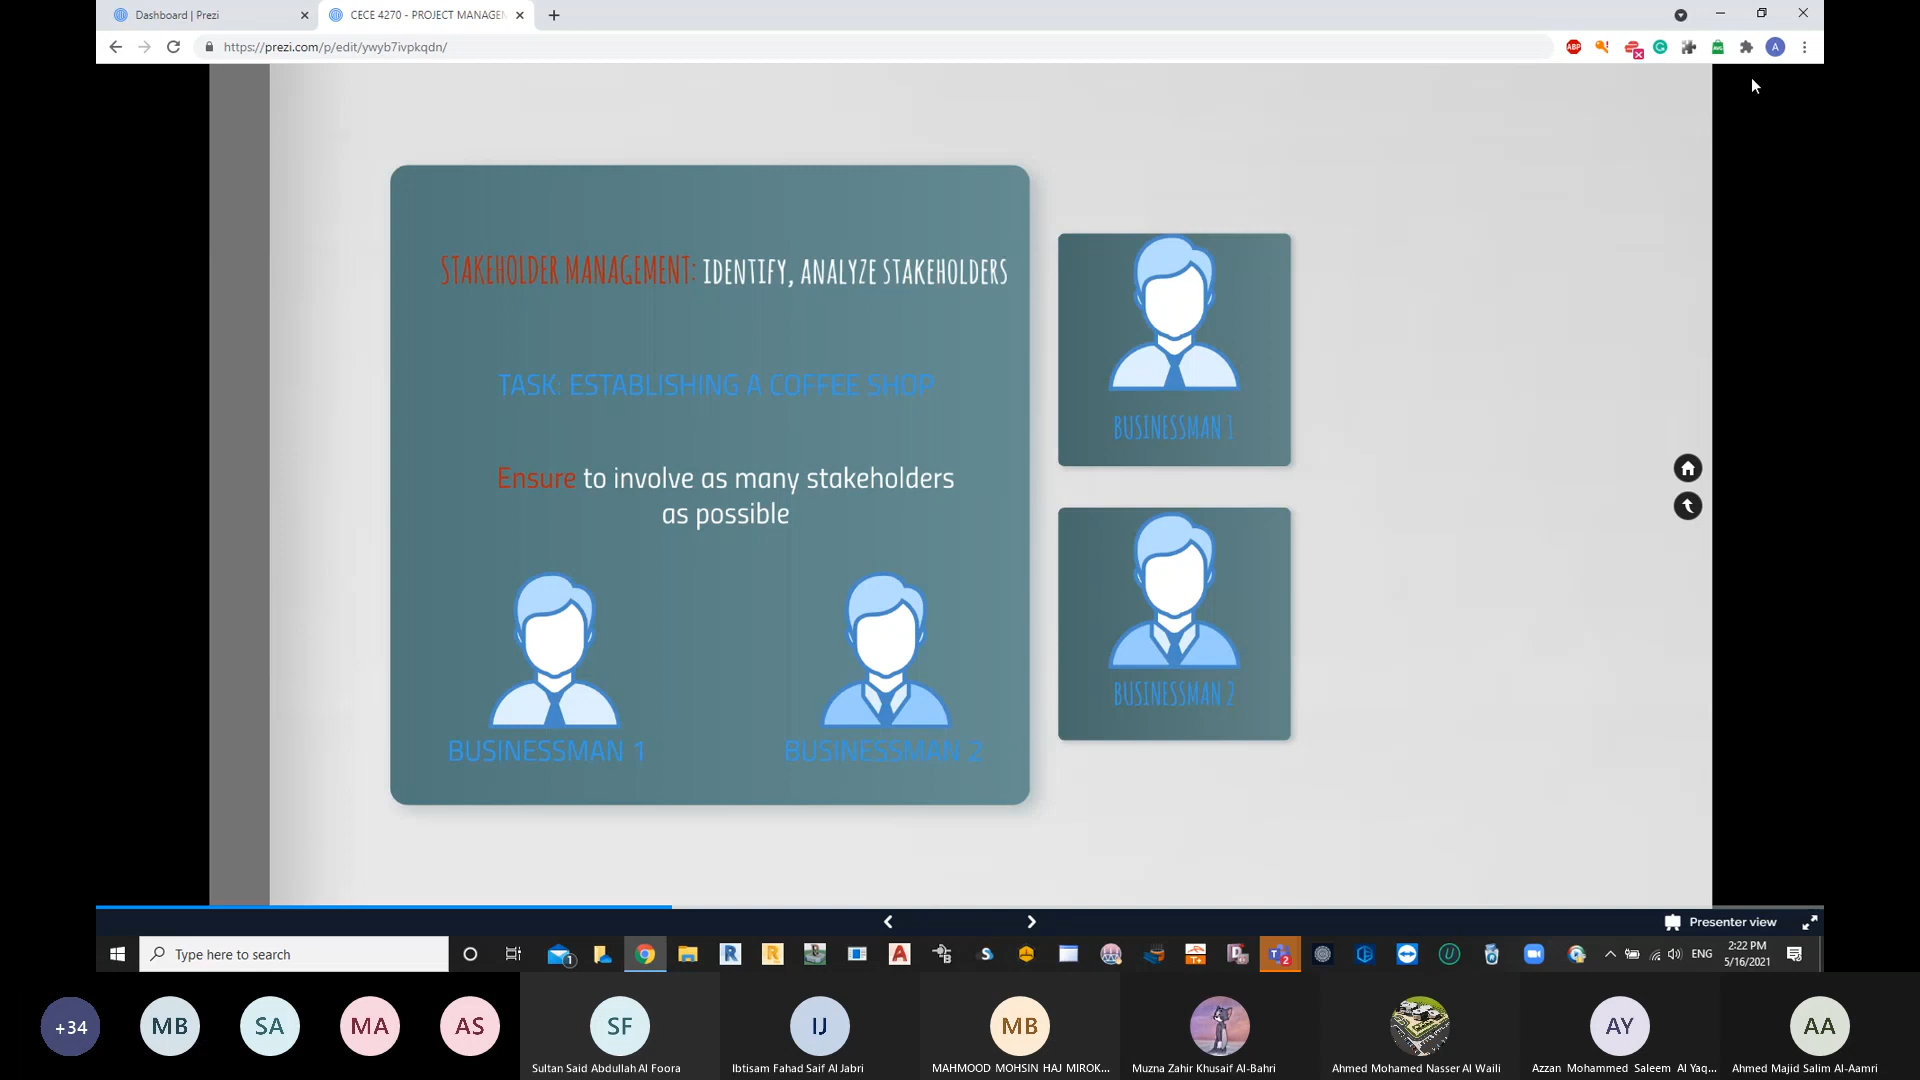 Dashboard | Prezi
CECE 4270 - PROJECT MANAGEM
https://prezi.com/p/edit/ywyb7ivpkqdn/
ABP
A
STAKEHOLDER MANAGEMENT: IDENTIFY, ANALYZE STAKEHOLDERS
TASK: ESTABLISHING A COFFEE SHOP
Ensure to involve as many stakeholders
as possible
BUSINESSMAN 1
BUSINESSMAN 2
BUSINESSMAN 1
BUSINESSMAN 2
Presenter view
Type here to search
ENG
2:22 PM
5/16/2021
+34
MB
SA
MA
AS
SF
Sultan Said Abdullah Al Foora
IJ
Ibtisam Fahad Saif Al Jabri
MB
MAHMOOD MOHSIN HAJ MIROK...
Muzna Zahir Khusaif Al-Bahri
Ahmed Mohamed Nasser Al Waili
AY
Azzan Mohammed Saleem Al Yaq...
AA
Ahmed Majid Salim Al-Aamri